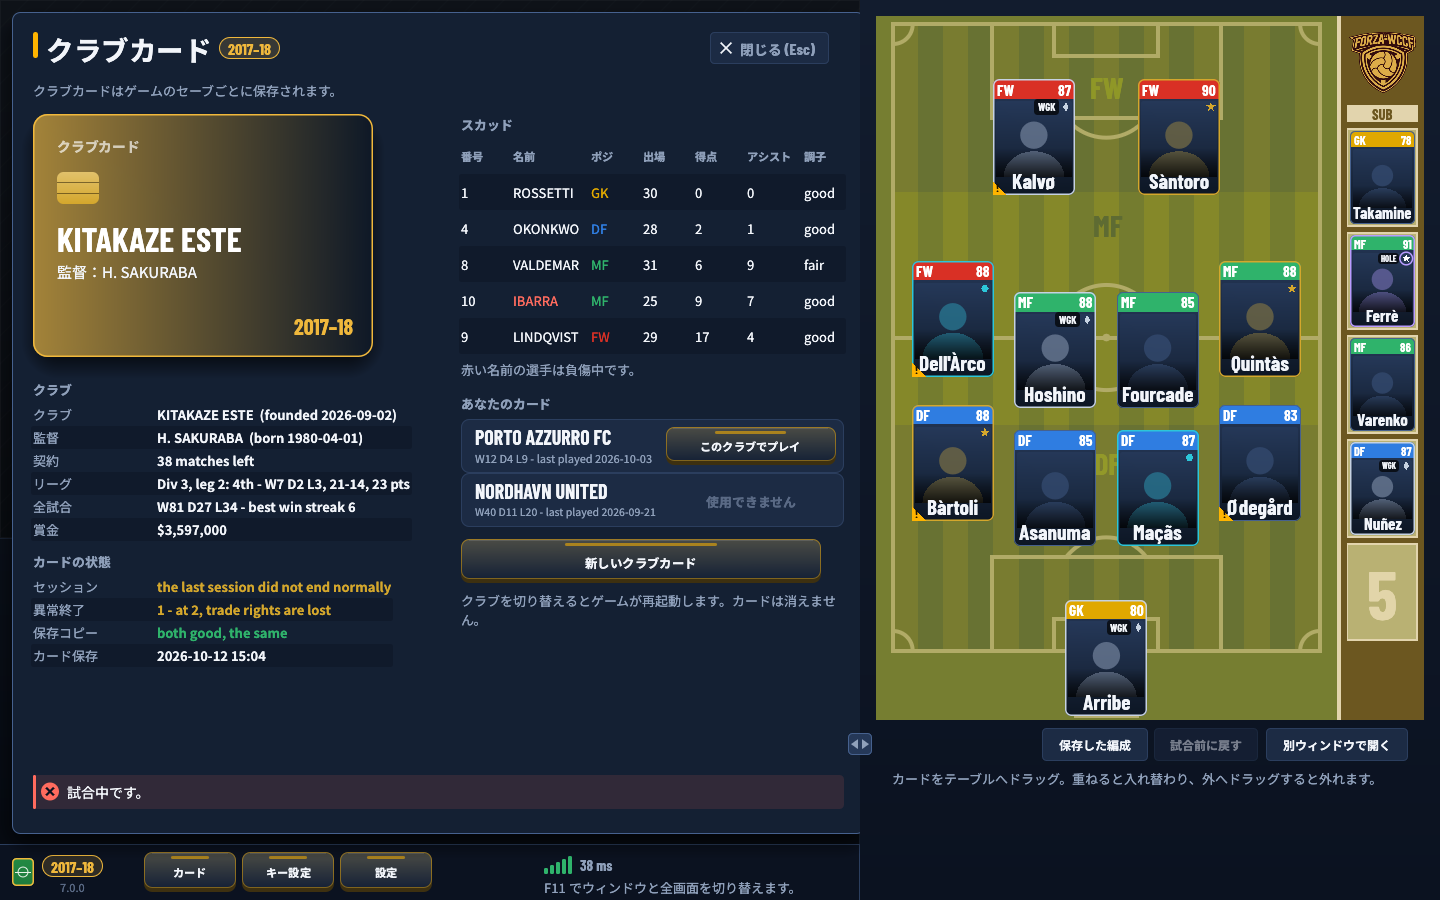 クラブカード 2017-18
閉じる (Esc)
クラブカードはゲームのセーブごとに保存されます。
クラブカード
KITAKAZE ESTE
監督：H. SAKURABA
2017-18
クラブ
クラブ KITAKAZE ESTE (founded 2026-09-02)
監督 H. SAKURABA (born 1980-04-01)
契約 38 matches left
リーグ Div 3, leg 2: 4th - W7 D2 L3, 21-14, 23 pts
全試合 W81 D27 L34 - best win streak 6
賞金 $3,597,000
カードの状態
セッション the last session did not end normally
異常終了 1 - at 2, trade rights are lost
保存コピー both good, the same
カード保存 2026-10-12 15:04
スカッド
番号 名前 ポジ 出場 得点 アシスト 調子
1 ROSSETTI GK 30 0 0 good
4 OKONKWO DF 28 2 1 good
8 VALDEMAR MF 31 6 9 fair
10 IBARRA MF 25 9 7 good
9 LINDQVIST FW 29 17 4 good
赤い名前の選手は負傷中です。
あなたのカード
PORTO AZZURRO FC
W12 D4 L9 - last played 2026-10-03
このクラブでプレイ
NORDHAVN UNITED
W40 D11 L20 - last played 2026-09-21
使用できません
新しいクラブカード
クラブを切り替えるとゲームが再起動します。カードは消えませ
ん。
試合中です。
2017-18
7.0.0
カード
キー設定
設定
38 ms
F11 でウィンドウと全画面を切り替えます。
FW
MF
DF
FW 87
WGK
Kalvø
FW 90
Sàntoro
FW 88
Dell'Àrco
MF 88
WGK
Hoshino
MF 85
Fourcade
MF 88
Quintàs
DF 88
Bàrtoli
DF 85
Asanuma
DF 87
Maçãs
DF 83
Ødegård
GK 80
WGK
Arribe
FORZA-WCCF
SUB
GK 78
Takamine
MF 91
HOLE
Ferrè
MF 86
Varenko
DF 87
WGK
Nuñez
5
保存した編成
試合前に戻す
別ウィンドウで開く
カードをテーブルへドラッグ。重ねると入れ替わり、外へドラッグすると外れます。